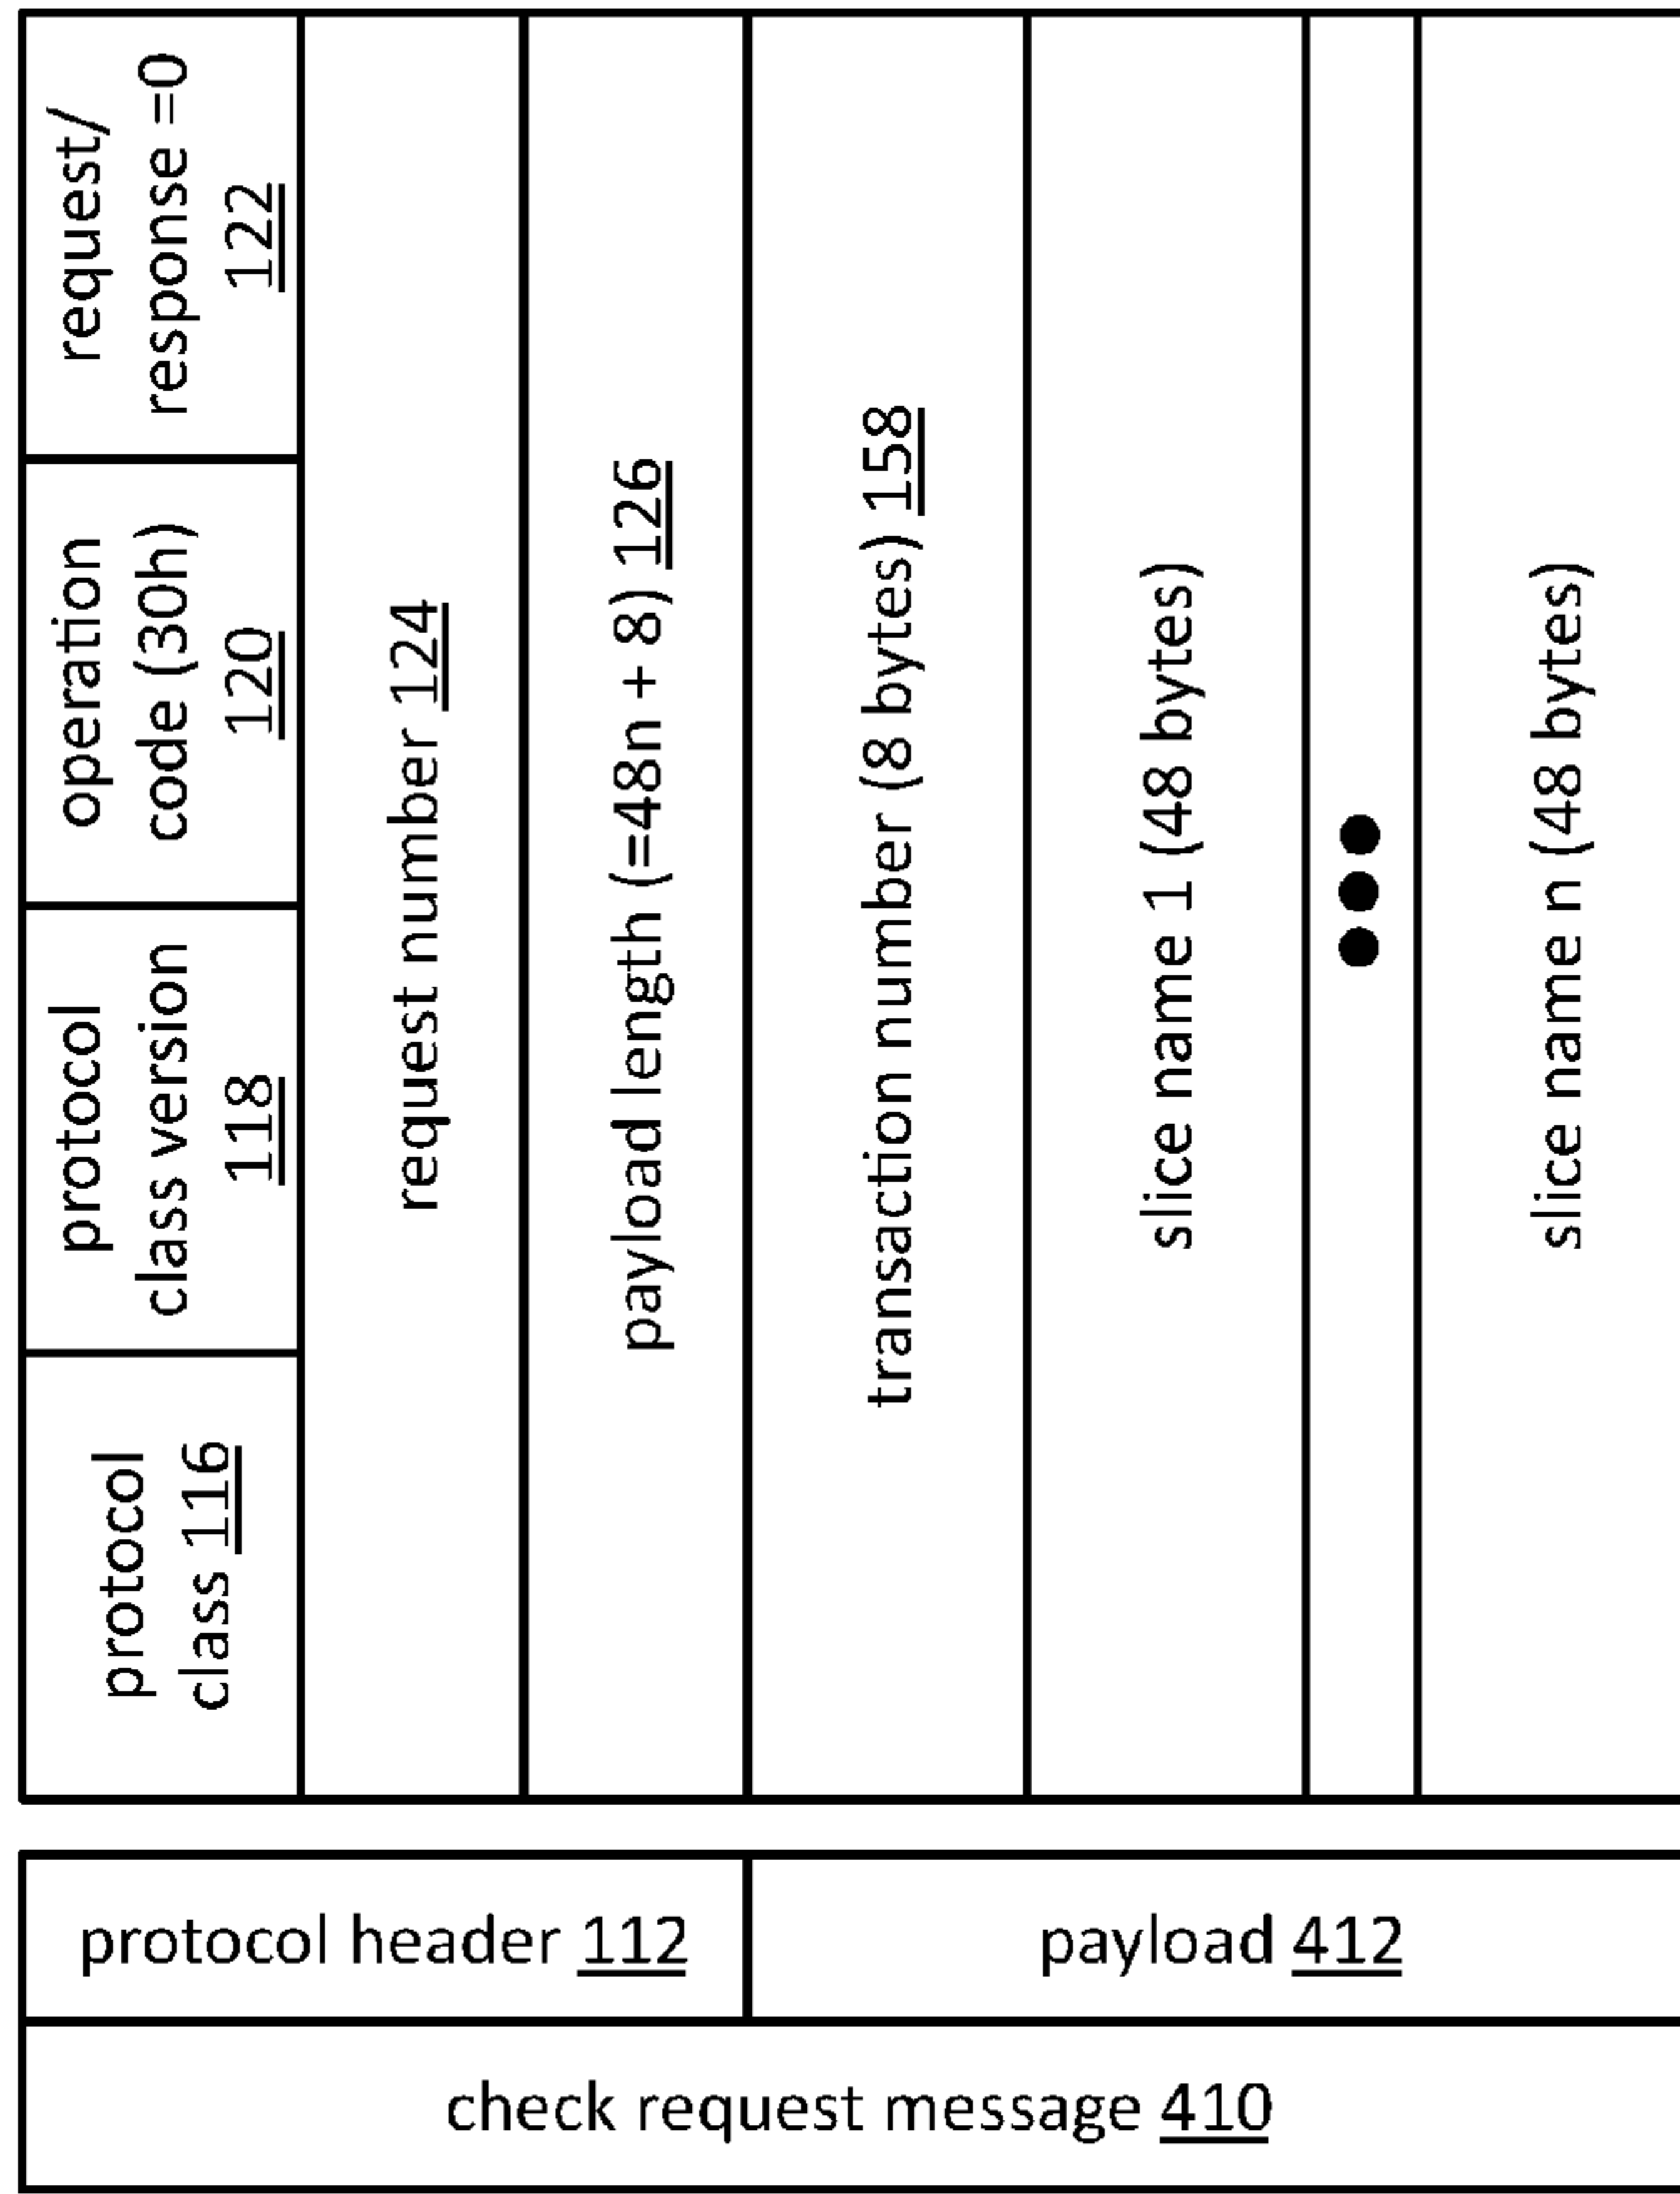 check request message 410
protocol header 112
payload 412
protocol
class 116
protocol
class version
118
operation
code (30h)
120
request/
response =0
122
request number 124
payload length (=48n + 8) 126
transaction number (8 bytes) 158
slice name 1 (48 bytes)
slice name n (48 bytes)